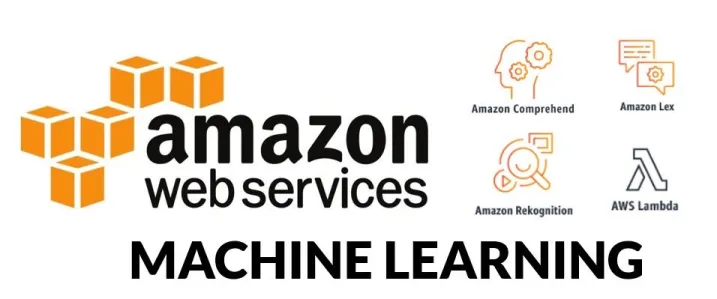 amazon
web services
Amazon Comprehend
Amazon Lex
Amazon Rekognition
AWS Lambda
MACHINE LEARNING